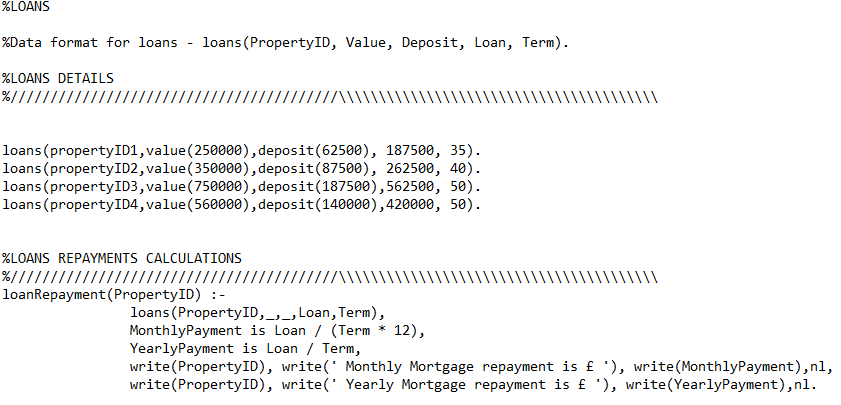 %LOANS
%Data format for loans - loans(PropertyID, Value, Deposit, Loan, Term).
%LOANS DETAILS
%/////////////////////////////////////////\\\\\\\\\\\\\\\\\\\\\\\\\\\\\\\\\\\\\\\\
loans(propertyID1,value(250000),deposit(62500), 187500, 35).
loans(propertyID2,value(350000),deposit(87500), 262500, 40).
loans(propertyID3,value(750000),deposit(187500),562500, 50).
loans(propertyID4,value(560000),deposit(140000),420000, 50).
%LOANS REPAYMENTS CALCULATIONS
%/////////////////////////////////////////\\\\\\\\\\\\\\\\\\\\\\\\\\\\\\\\\\\\\\\\
loanRepayment(PropertyID) :-
loans(PropertyID,_,_,Loan,Term),
MonthlyPayment is Loan / (Term * 12),
YearlyPayment is Loan / Term,
write(PropertyID), write(' Monthly Mortgage repayment is £ '), write(MonthlyPayment),nl,
write(PropertyID), write(' Yearly Mortgage repayment is £ '), write(YearlyPayment),nl.